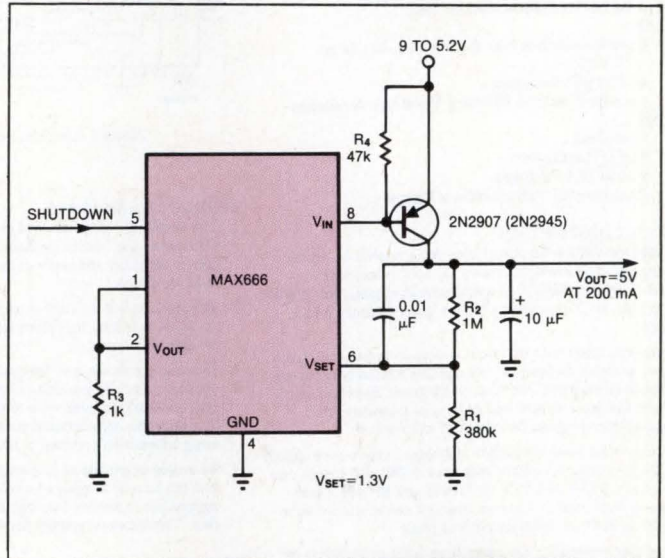 9 TO 5.2V
R4
47k
SHUTDOWN
5
VIN
8
2N2907 (2N2945)
MAX666
1
0.01
µF
R2
1M
+
10 µF
VOUT=5V
AT 200 mA
2
VOUT
VSET
6
R3
1k
R1
380k
GND
4
VSET=1.3V